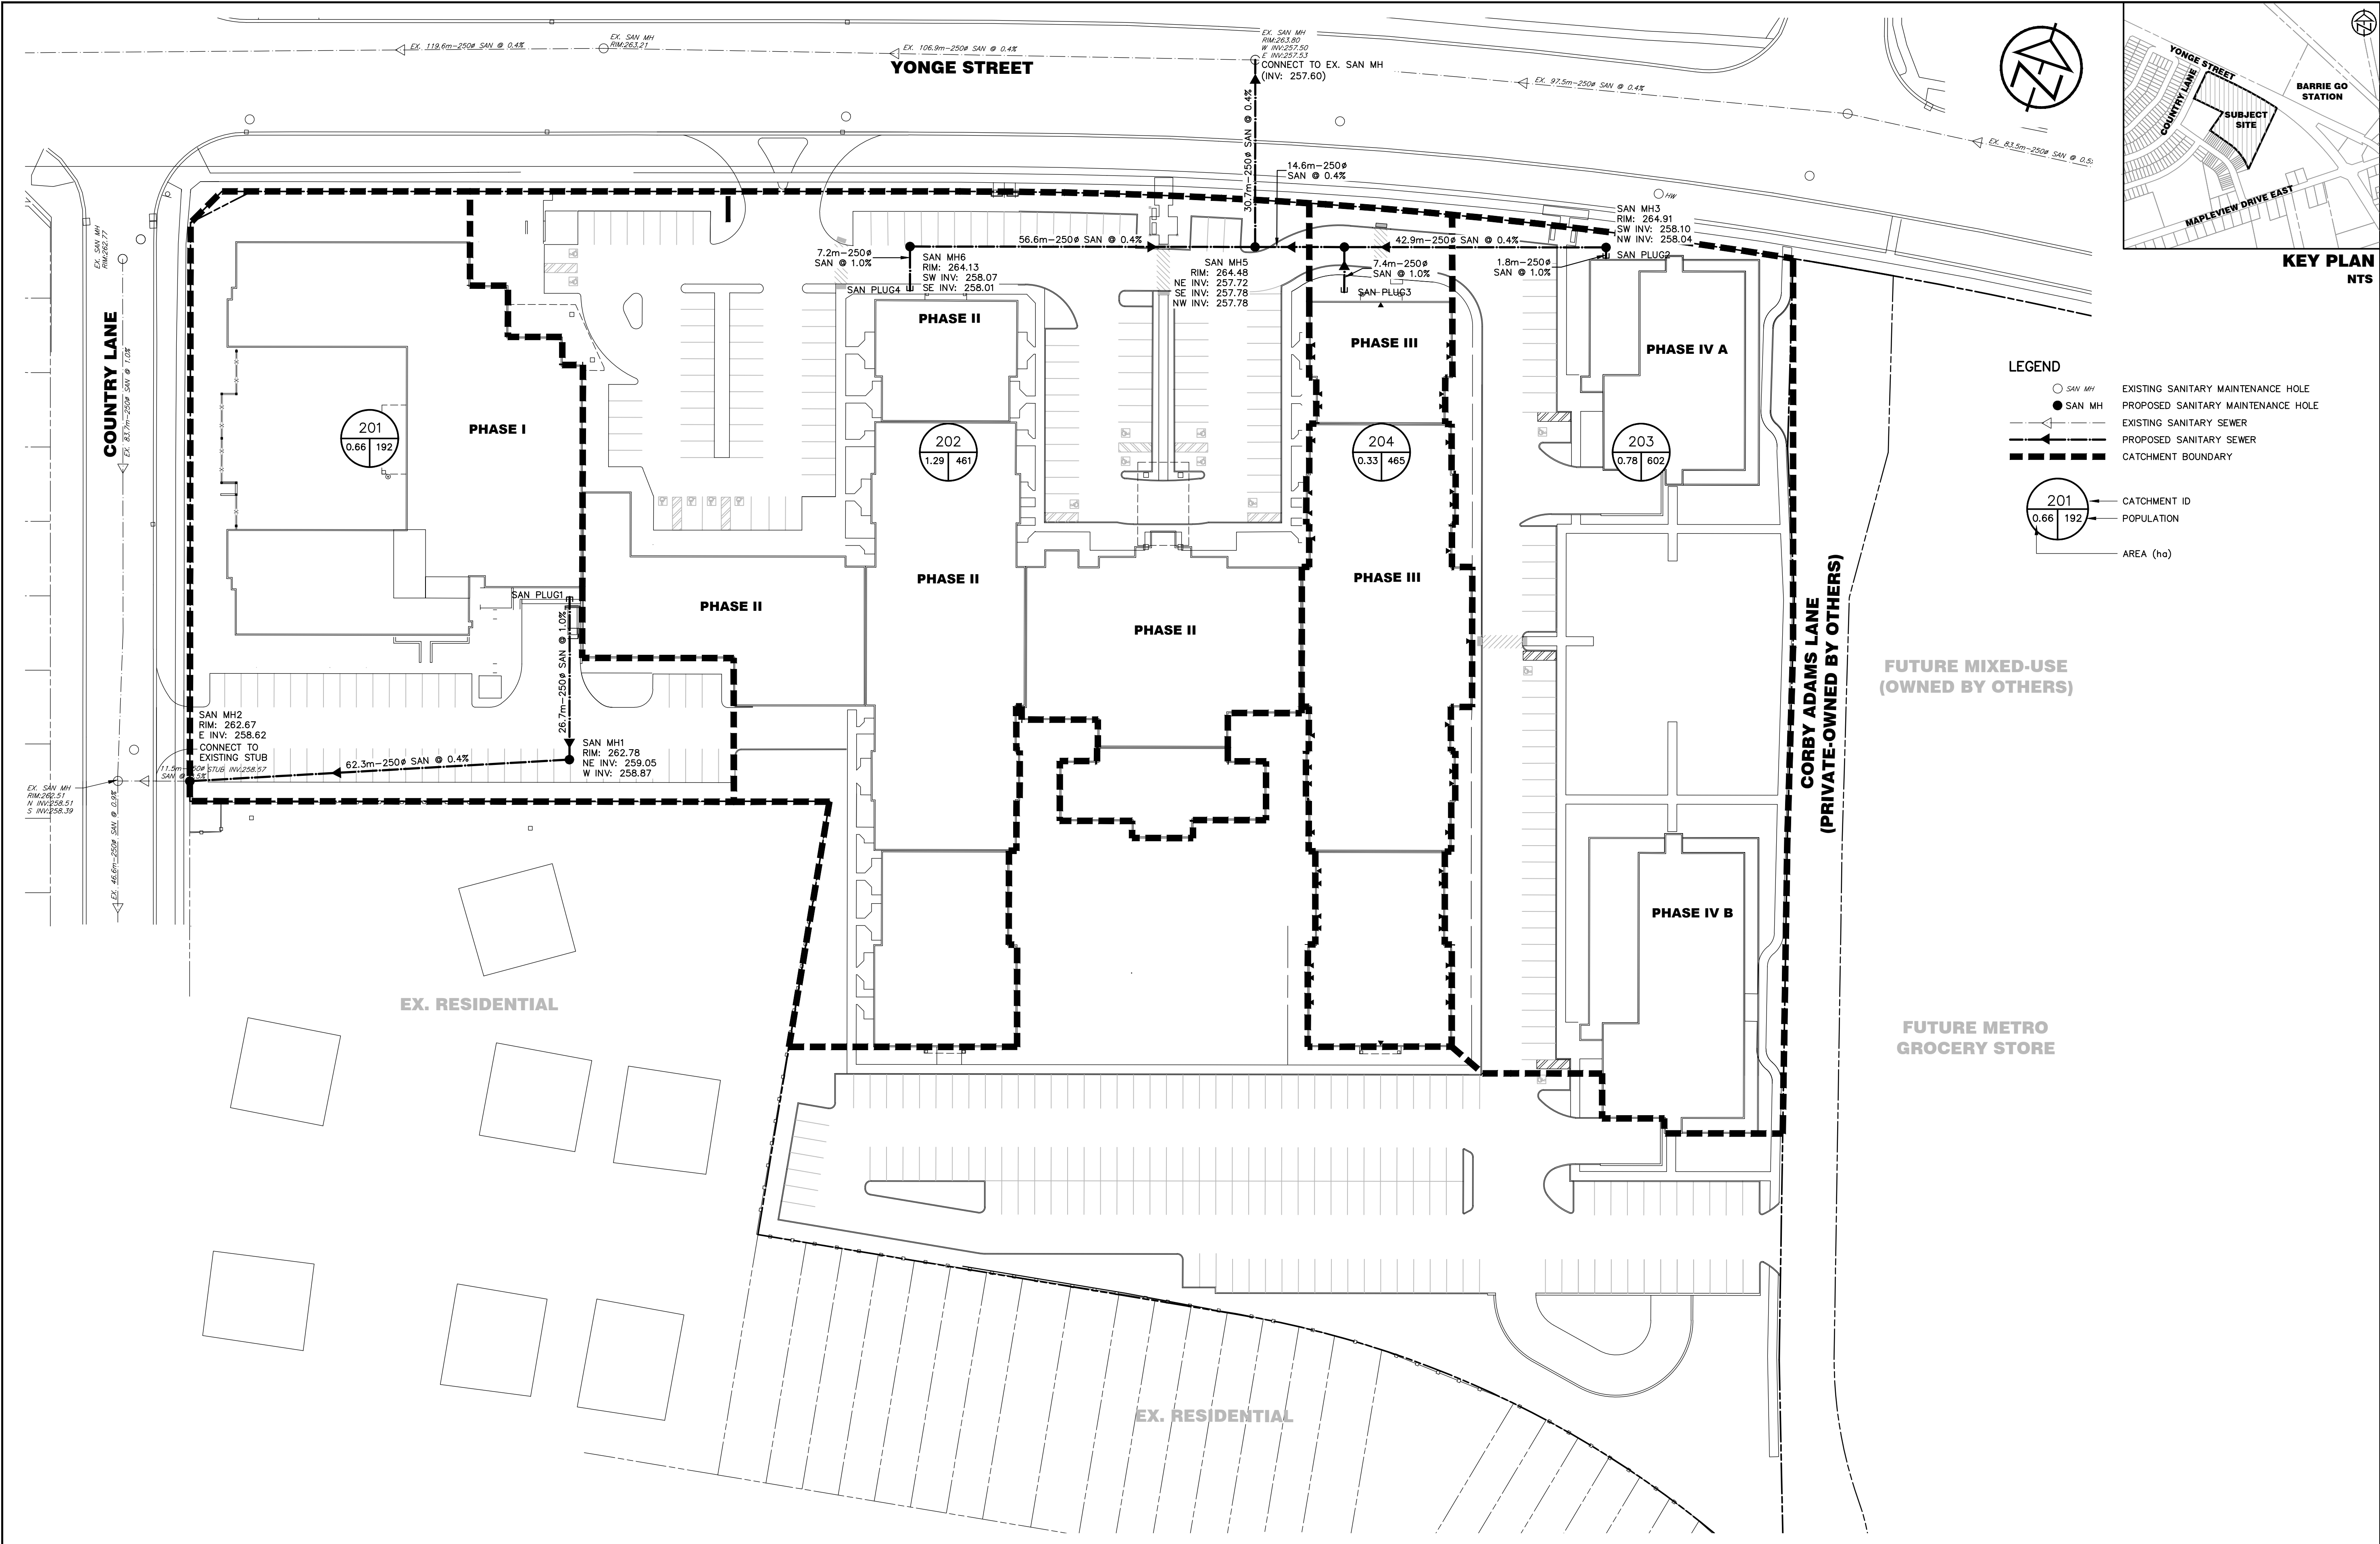 EX. 119.6m-250ø SAN @ 0.4%
EX. SAN MH
RIM:263.21
EX. 106.9m-250ø SAN @ 0.4%
YONGE STREET
EX. SAN MH
RIM:263.80
W INV:257.50
E INV:257.53
CONNECT TO EX. SAN MH
(INV: 257.60)
EX. 97.5m-250ø SAN @ 0.4%
30.7m-250ø SAN @ 0.4%
14.6m-250ø
SAN @ 0.4%
YONGE STREET
COUNTRY LANE
BARRIE GO
STATION
SUBJECT
SITE
MAPLEVIEW DRIVE EAST
KEY PLAN
NTS
HW
SAN MH3
RIM: 264.91
SW INV: 258.10
NW INV: 258.04
SAN PLUG2
1.8m-250ø
SAN @ 1.0%
42.9m-250ø SAN @ 0.4%
7.4m-250ø
SAN @ 1.0%
SAN PLUG3
SAN MH5
RIM: 264.48
NE INV: 257.72
SE INV: 257.78
NW INV: 257.78
56.6m-250ø SAN @ 0.4%
7.2m-250ø
SAN @ 1.0%
SAN MH6
RIM: 264.13
SW INV: 258.07
SE INV: 258.01
SAN PLUG4
EX. SAN MH
RIM:262.77
COUNTRY LANE
EX. 83.7m-250ø SAN @ 1.0%
PHASE I
201
0.66 192
PHASE II
202
1.29 461
PHASE II
PHASE II
PHASE II
PHASE III
204
0.33 465
PHASE III
PHASE IV A
203
0.78 602
PHASE IV B
LEGEND
SAN MH EXISTING SANITARY MAINTENANCE HOLE
SAN MH PROPOSED SANITARY MAINTENANCE HOLE
EXISTING SANITARY SEWER
PROPOSED SANITARY SEWER
CATCHMENT BOUNDARY
201
0.66 192
CATCHMENT ID
POPULATION
AREA (ha)
SAN PLUG1
26.7m-250ø SAN @ 1.0%
SAN MH2
RIM: 262.67
E INV: 258.62
CONNECT TO
EXISTING STUB
STUB INV:258.57
62.3m-250ø SAN @ 0.4%
SAN MH1
RIM: 262.78
NE INV: 259.05
W INV: 258.87
EX. SAN MH
RIM:262.51
N INV:258.51
S INV:258.39
EX. 46.6m-250ø SAN @ 0.9%
CORBY ADAMS LANE
(PRIVATE-OWNED BY OTHERS)
FUTURE MIXED-USE
(OWNED BY OTHERS)
FUTURE METRO
GROCERY STORE
EX. RESIDENTIAL
EX. RESIDENTIAL